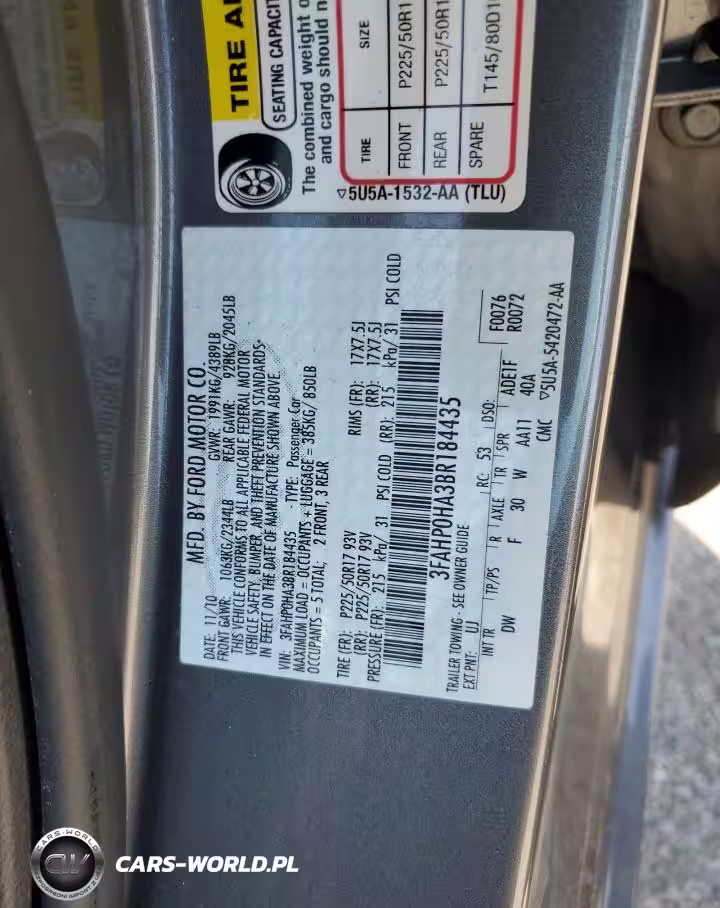 TIRE A
SEATING CAPACIT
The combined weight o
and cargo should n
TIRE SIZE
FRONT P225/50R1
REAR P225/50R1
SPARE T145/80D1
▽5U5A-1532-AA (TLU)
MFD. BY FORD MOTOR CO.
DATE: 11/10 GVWR: 1991KG/4389LB
FRONT GAWR: 1063KG/2344LB REAR GAWR: 928KG/2045LB
THIS VEHICLE CONFORMS TO ALL APPLICABLE FEDERAL MOTOR
VEHICLE SAFETY, BUMPER, AND THEFT PREVENTION STANDARDS
IN EFFECT ON THE DATE OF MANUFACTURE SHOWN ABOVE.
VIN: 3FAHP0HA3BR184435 TYPE: Passenger Car
MAXIMUM LOAD = OCCUPANTS + LUGGAGE = 385KG/ 850LB
OCCUPANTS = 5 TOTAL; 2 FRONT, 3 REAR
TIRE (FR): P225/50R17 93V RIMS (FR): 17X7.5J
(RR): P225/50R17 93V (RR): 17X7.5J
PRESSURE (FR): 215 kPa/ 31 PSI COLD (RR): 215 kPa/ 31 PSI COLD
3FAHP0HA3BR184435
TRAILER TOWING - SEE OWNER GUIDE F0076
EXT PNT: UJ RC: 53 DSO: R0072
INT TR TP/PS R AXLE TR SPR ADE1F
DW F 30 W AA11 40A
CMC ▽5U5A-5420472-AA
CARS-WORLD
CW
CARS-WORLD.PL